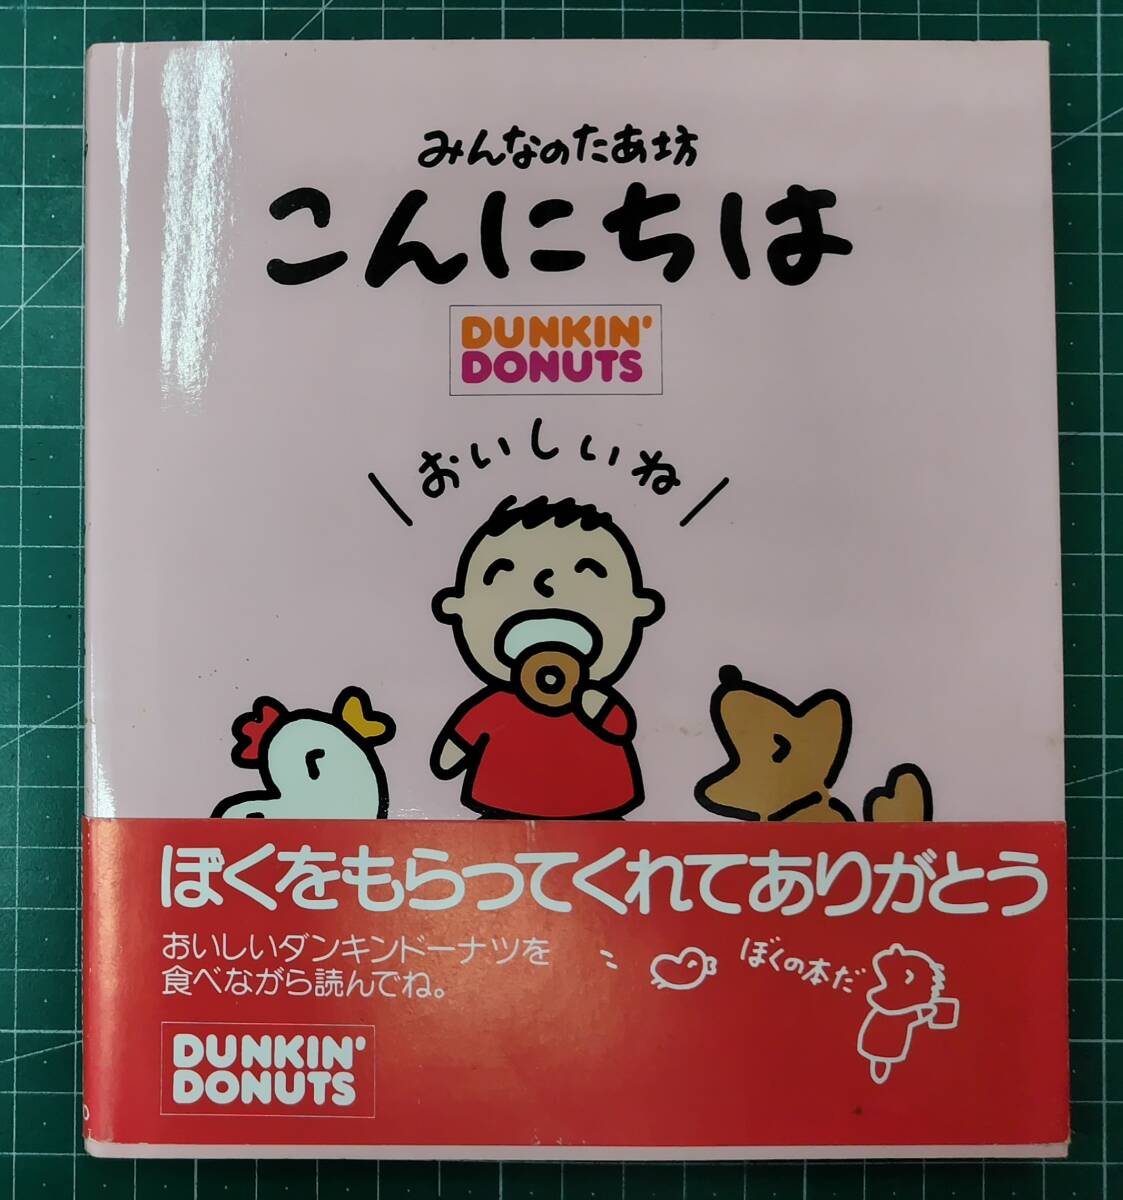 みんなのたあ坊
こんにちは
DUNKIN'
DONUTS
おいしいね
ぼくをもらってくれてありがとう
おいしいダンキンドーナツを
食べながら読んでね。
ぼくの本だ
DUNKIN'
DONUTS